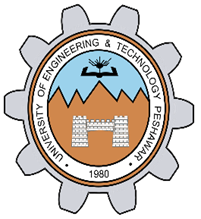 UNIVERSITY OF ENGINEERING & TECHNOLOGY PESHAWAR
1980